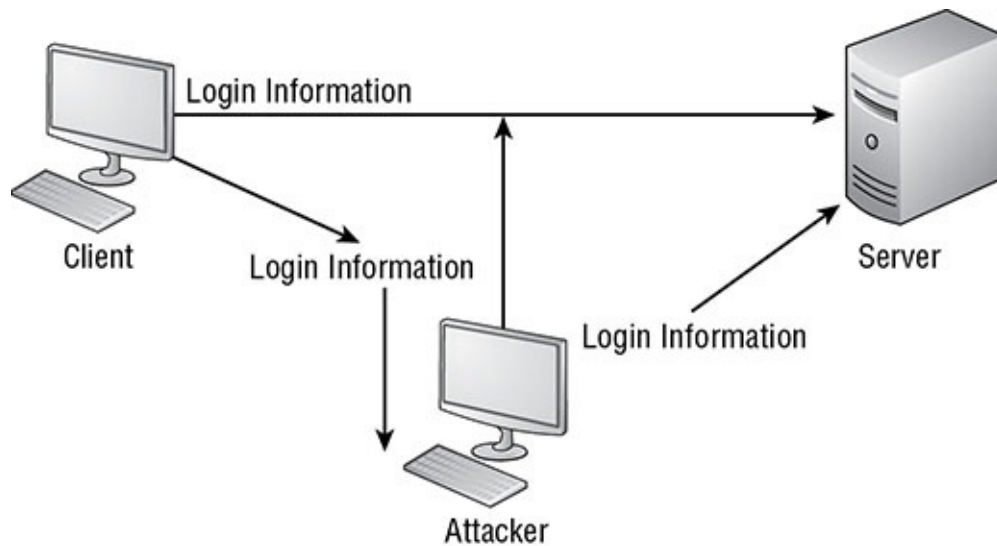 Login Information
Client
Server
Login Information
Login Information
Attacker